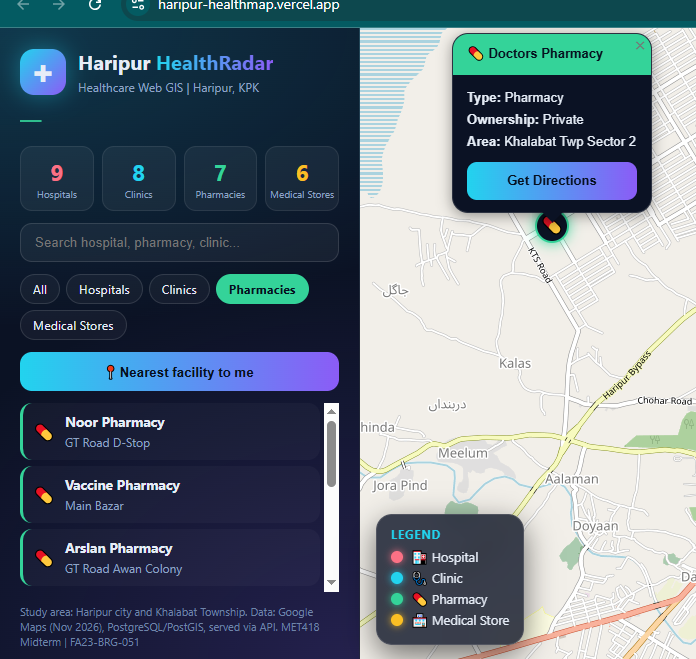 haripur-healthmap.vercel.app
Haripur HealthRadar
Healthcare Web GIS | Haripur, KPK
9
Hospitals
8
Clinics
7
Pharmacies
6
Medical Stores
Search hospital, pharmacy, clinic...
All
Hospitals
Clinics
Pharmacies
Medical Stores
Nearest facility to me
Noor Pharmacy
GT Road D-Stop
Vaccine Pharmacy
Main Bazar
Arslan Pharmacy
GT Road Awan Colony
Study area: Haripur city and Khalabat Township. Data: Google
Maps (Nov 2026), PostgreSQL/PostGIS, served via API. MET418
Midterm | FA23-BRG-051
Doctors Pharmacy
Type: Pharmacy
Ownership: Private
Area: Khalabat Twp Sector 2
Get Directions
KTS Road
جاگل
Kalas
Haripur Bypass
Chohar Road
دربنداں
hinda
Meelum
Aalaman
Jora Pind
Doyaan
Da
LEGEND
Hospital
Clinic
Pharmacy
Medical Store